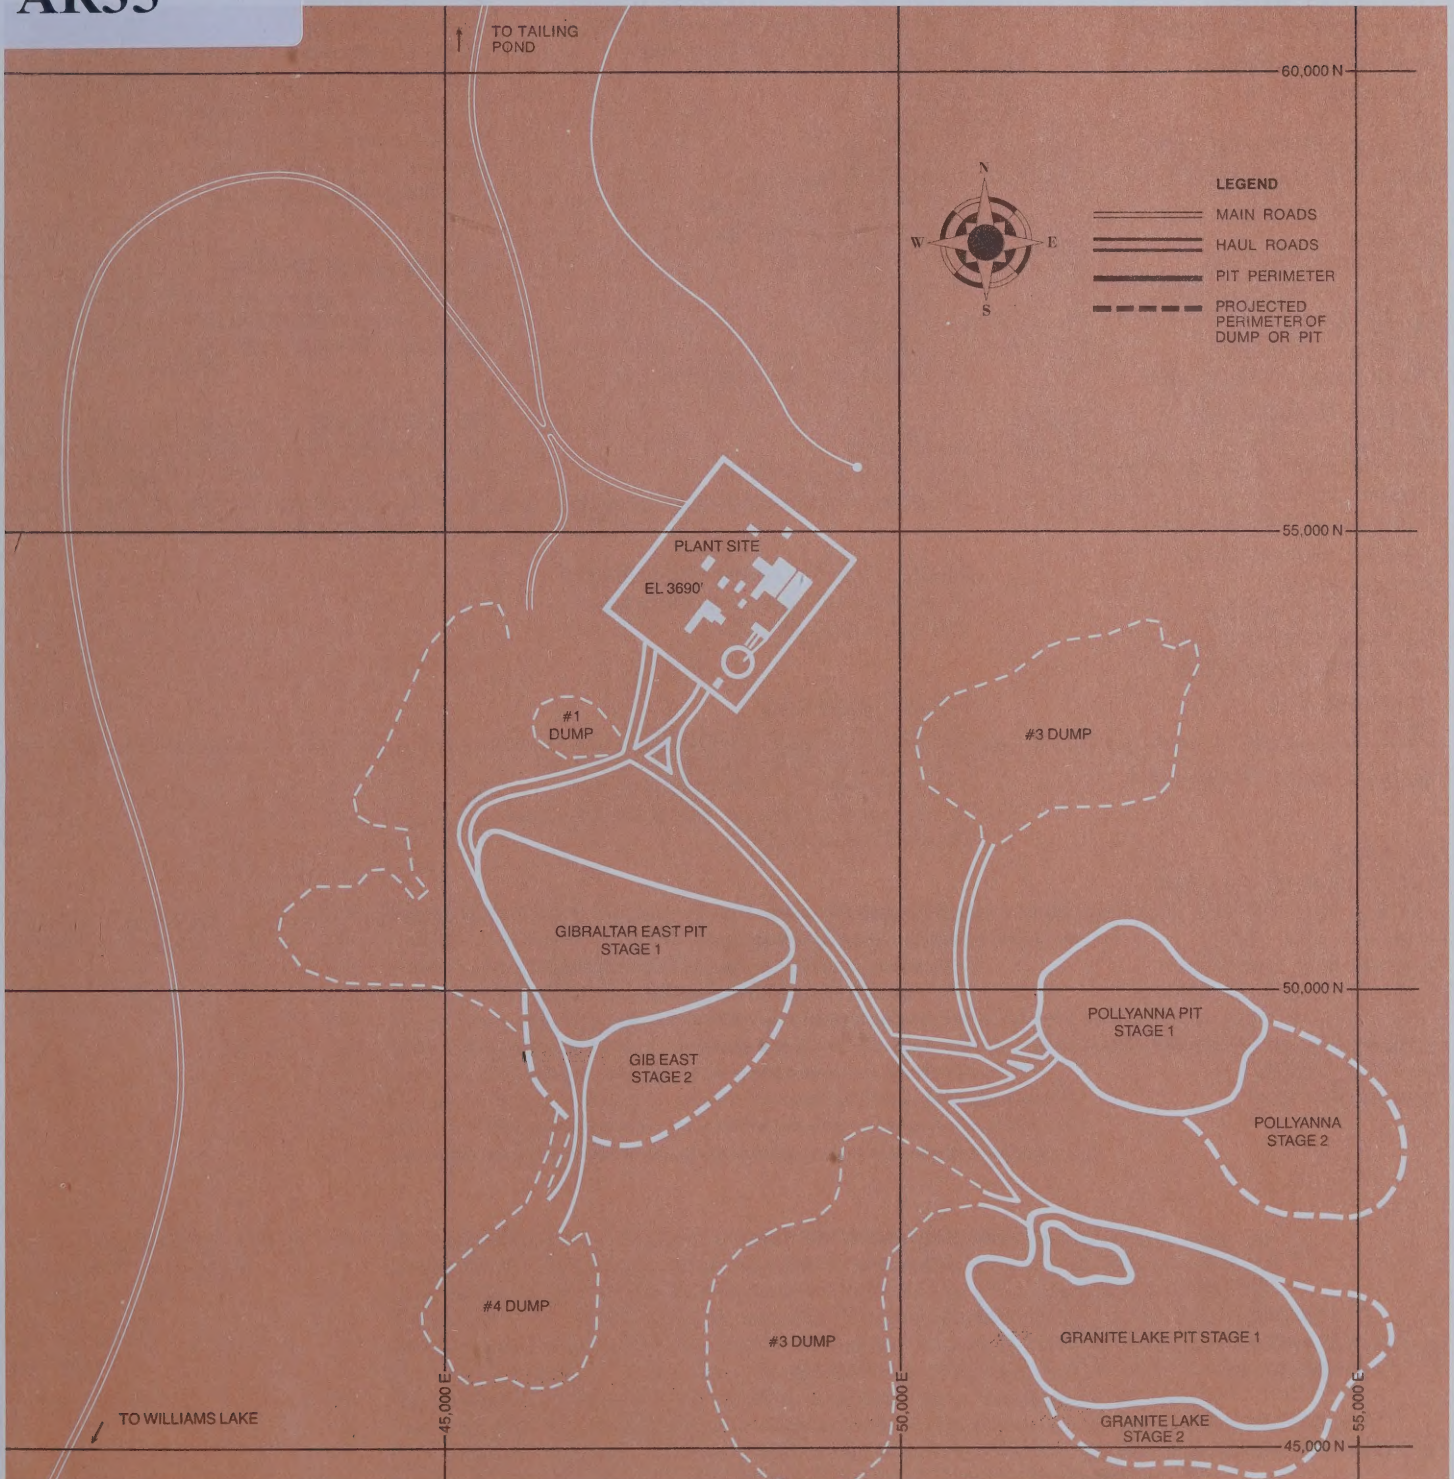 TO TAILING
POND
60,000 N
N
W
E
S
LEGEND
MAIN ROADS
HAUL ROADS
PIT PERIMETER
PROJECTED
PERIMETER OF
DUMP OR PIT
55,000 N
PLANT SITE
EL 3690'
#1
DUMP
#3 DUMP
GIBRALTAR EAST PIT
STAGE 1
50,000 N
POLLYANNA PIT
STAGE 1
GIB EAST
STAGE 2
POLLYANNA
STAGE 2
#4 DUMP
#3 DUMP
GRANITE LAKE PIT STAGE 1
45,000 E
50,000 E
55,000 E
TO WILLIAMS LAKE
GRANITE LAKE
STAGE 2
45,000 N